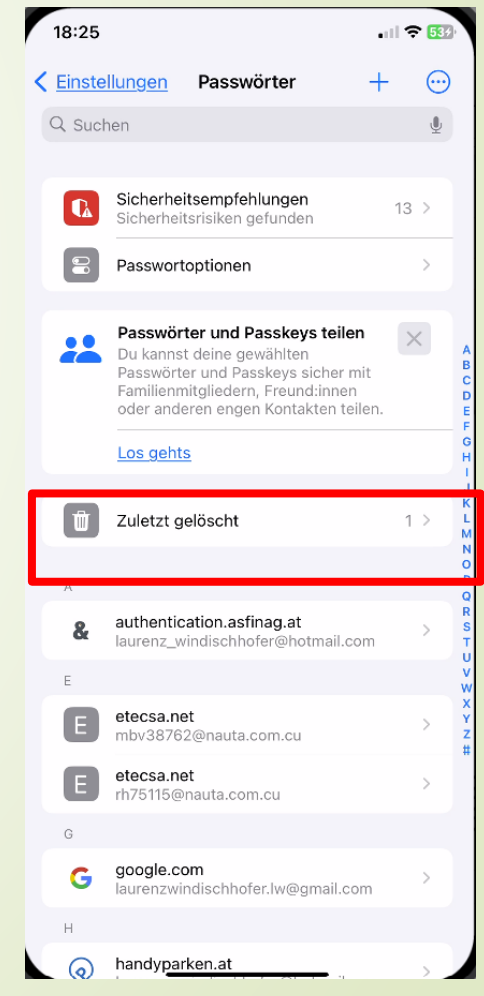 18:25
53
Einstellungen
Passwörter
Suchen
Sicherheitsempfehlungen
Sicherheitsrisiken gefunden
13
Passwortoptionen
Passwörter und Passkeys teilen
Du kannst deine gewählten
Passwörter und Passkeys sicher mit
Familienmitgliedern, Freund:innen
oder anderen engen Kontakten teilen.
Los gehts
Zuletzt gelöscht
1
A
&
authentication.asfinag.at
laurenz_windischhofer@hotmail.com
E
E
etecsa.net
mbv38762@nauta.com.cu
E
etecsa.net
rh75115@nauta.com.cu
G
G
google.com
laurenzwindischhofer.lw@gmail.com
H
handyparken.at
A
B
C
D
E
F
G
H
I
K
L
M
N
O
Q
R
S
T
U
V
W
X
Y
Z
#